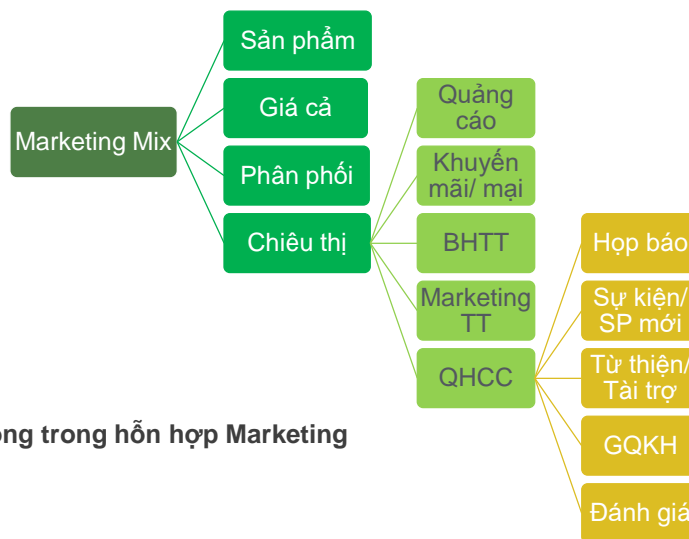 Marketing Mix
Sản phẩm
Giá cả
Phân phối
Chiêu thị
Quảng
cáo
Khuyến
mãi/ mại
BHTT
Marketing
TT
QHCC
Họp báo
Sự kiện/
SP mới
Từ thiện/
Tài trợ
GQKH
Đánh giá
trong hỗn hợp Marketing